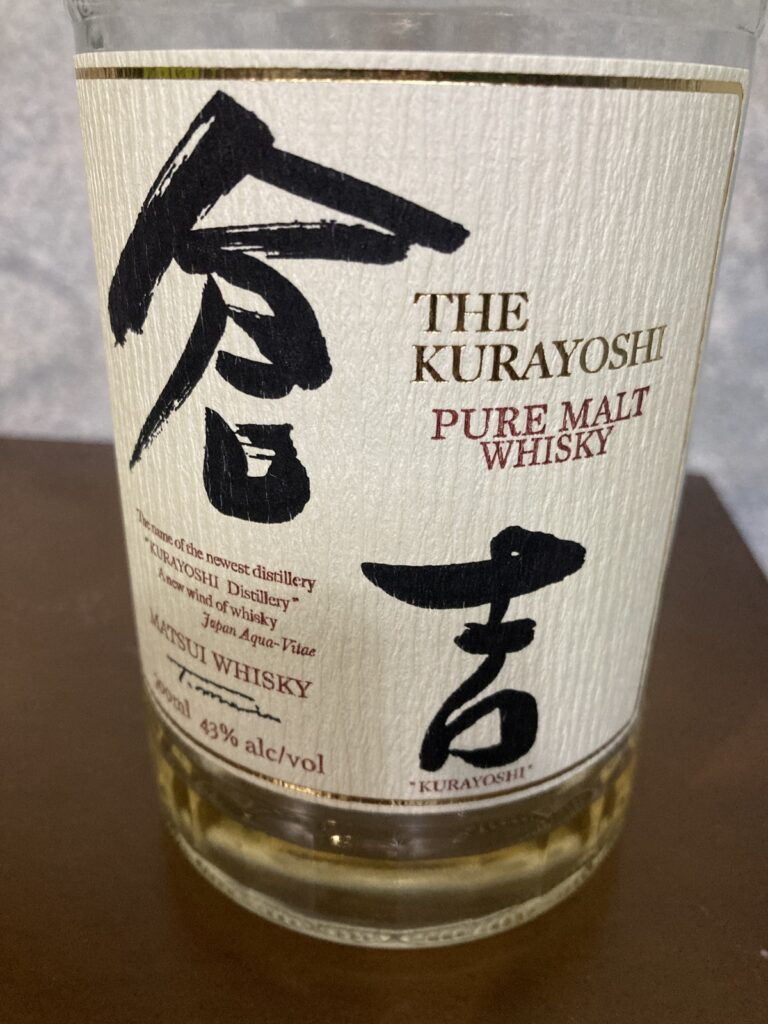 倉吉
THE
KURAYOSHI
PURE MALT
WHISKY
The name of the newest distillery
"KURAYOSHI Distillery"
A new wind of whisky
Japan Aqua-Vitae
MATSUI WHISKY
43% alc/vol
"KURAYOSHI"